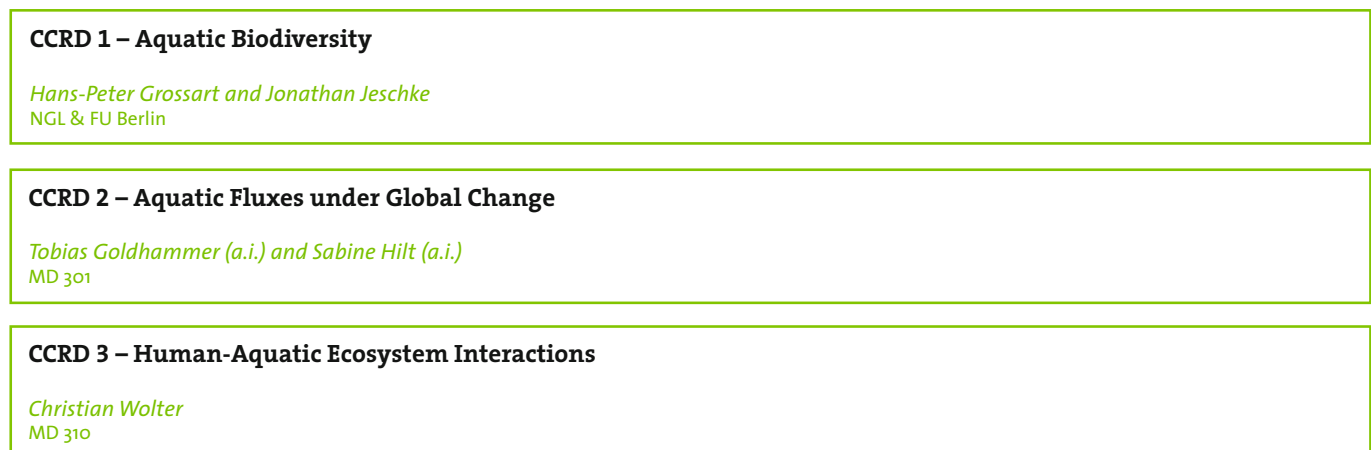 CCRD 1 – Aquatic Biodiversity
Hans-Peter Grossart and Jonathan Jeschke
NGL & FU Berlin
CCRD 2 – Aquatic Fluxes under Global Change
Tobias Goldhammer (a.i.) and Sabine Hilt (a.i.)
MD 301
CCRD 3 – Human-Aquatic Ecosystem Interactions
Christian Wolter
MD 310